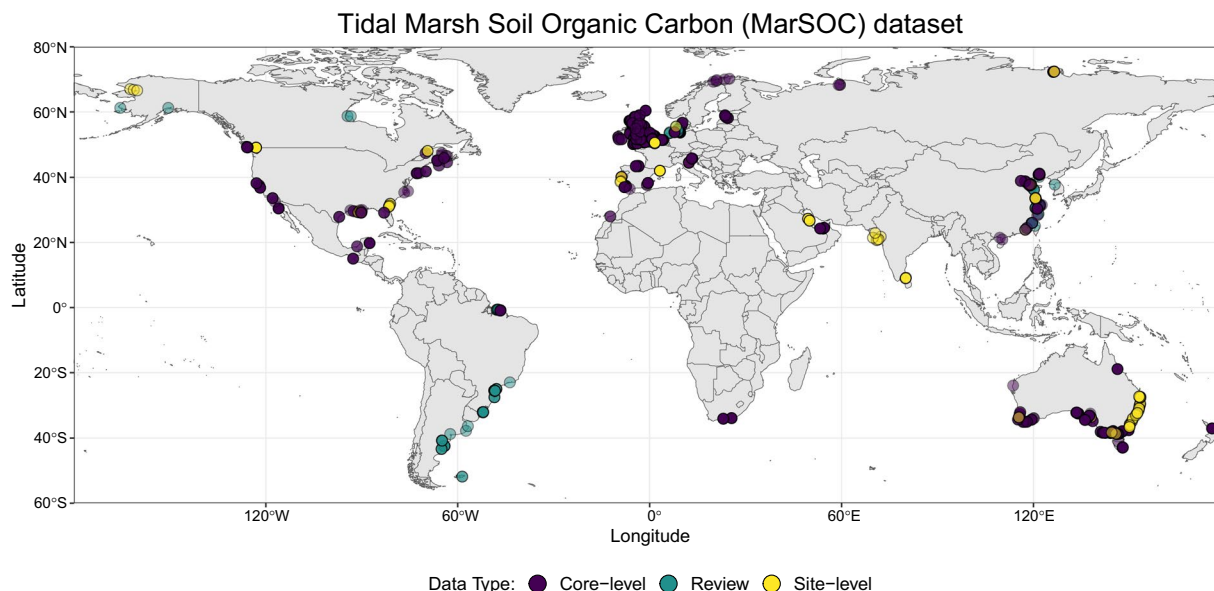 Tidal Marsh Soil Organic Carbon (MarSOC) dataset
80°N
60°N
40°N
20°N
0°
20°S
40°S
60°S
Latitude
120°W
60°W
0°
60°E
120°E
Longitude
Data Type: Core−level Review Site−level